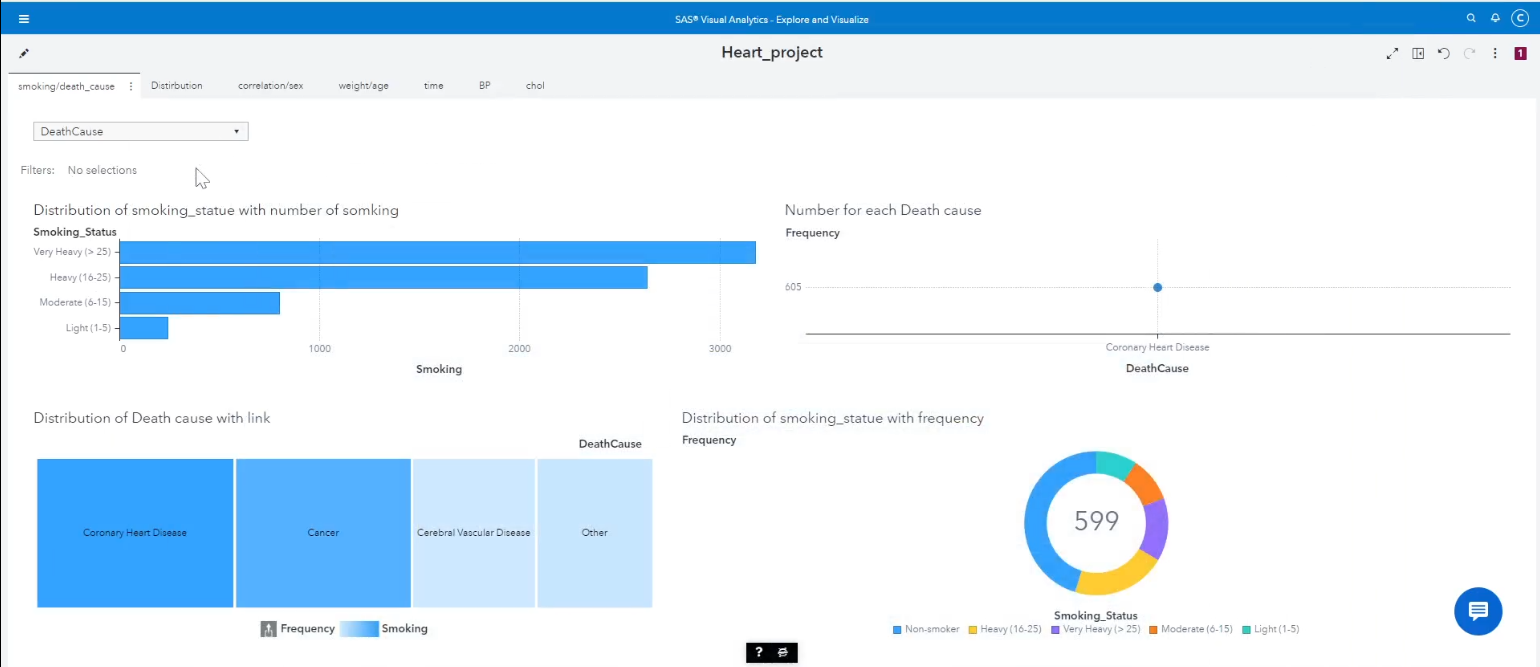 SAS® Visual Analytics - Explore and Visualize
C
Heart_project
1
smoking/death_cause
Distirbution
correlation/sex
weight/age
time
BP
chol
DeathCause
Filters: No selections
Distribution of smoking_statue with number of somking
Smoking_Status
Very Heavy (> 25)
Heavy (16-25)
Moderate (6-15)
Light (1-5)
0 1000 2000 3000
Smoking
Number for each Death cause
Frequency
605
Coronary Heart Disease
DeathCause
Distribution of Death cause with link
DeathCause
Coronary Heart Disease
Cancer
Cerebral Vascular Disease
Other
Frequency Smoking
Distribution of smoking_statue with frequency
Frequency
599
Smoking_Status
Non-smoker Heavy (16-25) Very Heavy (> 25) Moderate (6-15) Light (1-5)
?